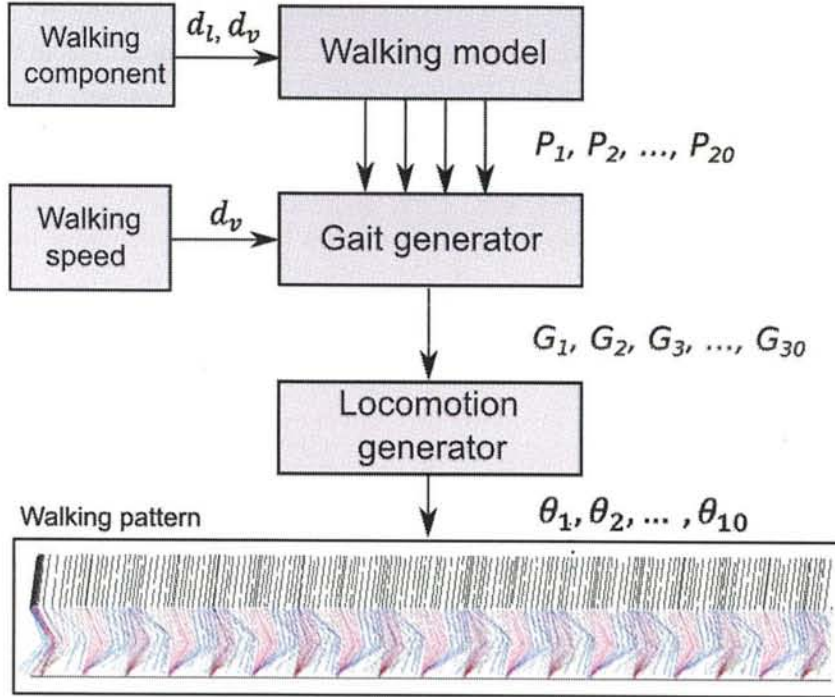 Walking
component
d_l, d_v
Walking model
P_1, P_2, ..., P_20
Walking
speed
d_v
Gait generator
G_1, G_2, G_3, ..., G_30
Locomotion
generator
θ_1, θ_2, ... , θ_10
Walking pattern